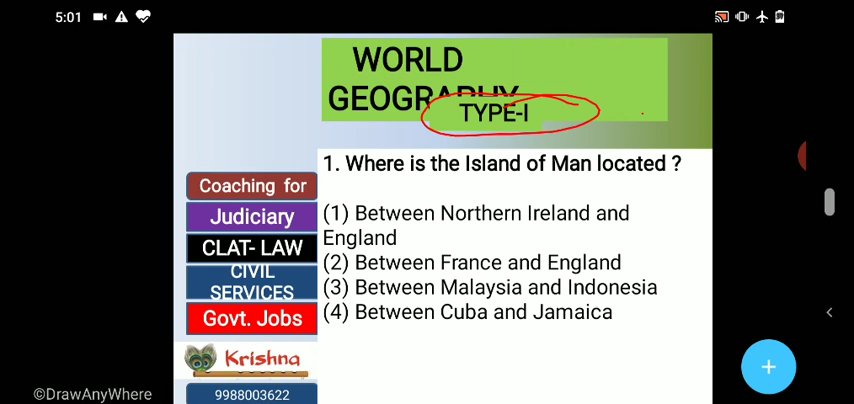 5:01
WORLD
GEOGRAPHY
TYPE-I
1. Where is the Island of Man located ?
Coaching for
Judiciary
CLAT- LAW
CIVIL
SERVICES
Govt. Jobs
Krishna
9988003622
(1) Between Northern Ireland and
England
(2) Between France and England
(3) Between Malaysia and Indonesia
(4) Between Cuba and Jamaica
©DrawAnyWhere